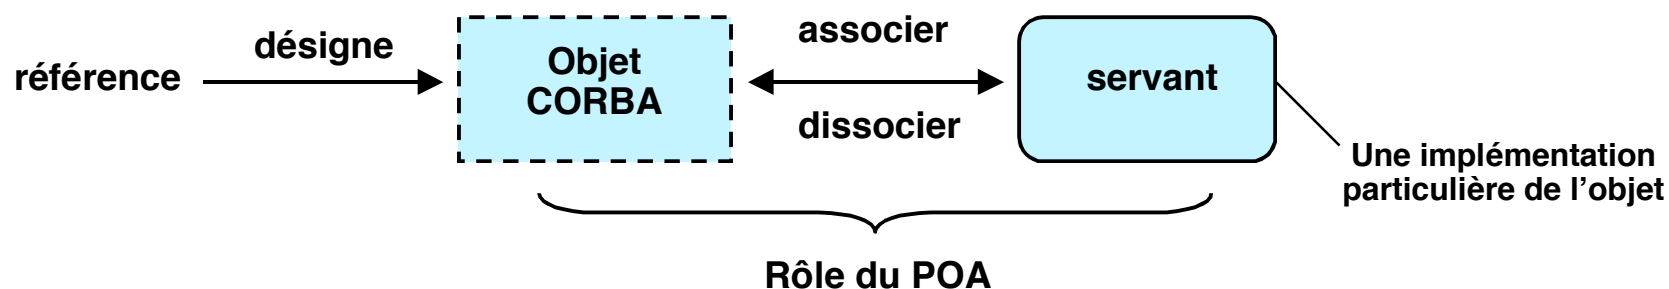 référence
désigne
Objet
CORBA
associer
dissocier
servant
Une implémentation
particulière de l’objet
Rôle du POA